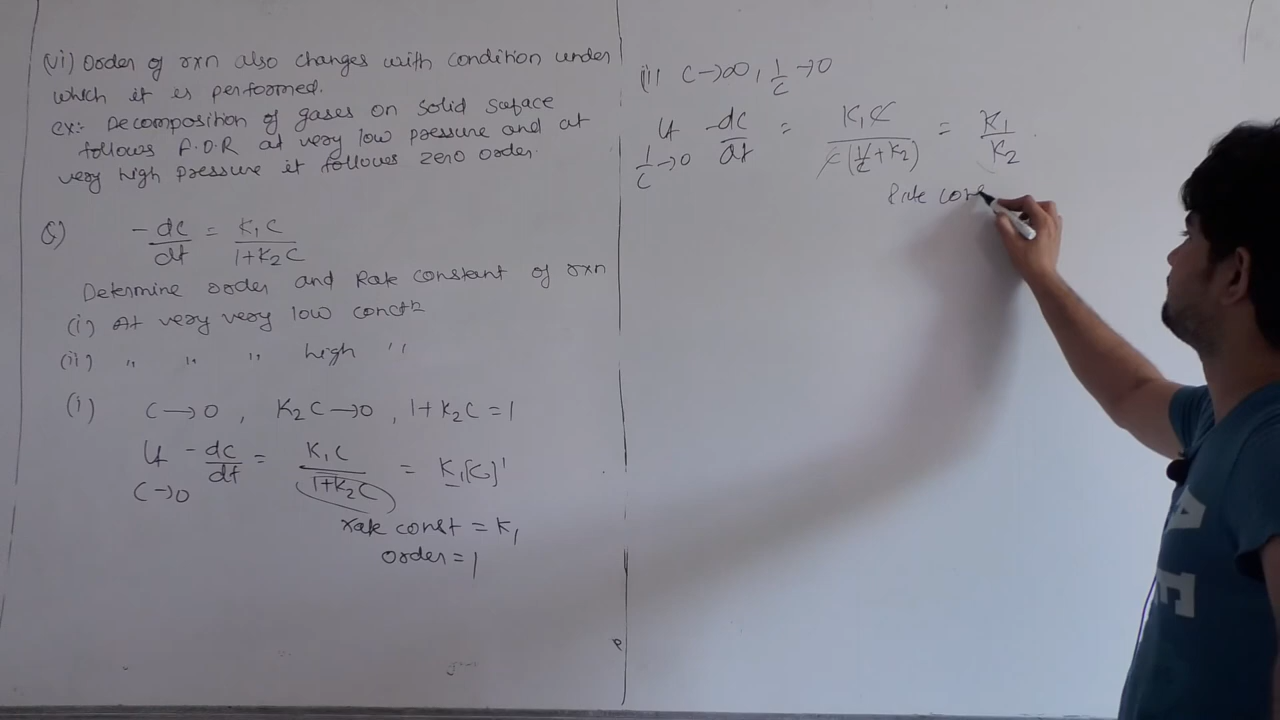 (vi) Order of rxn also changes with condition under
which it is performed.
ex:- Decomposition of gases on solid surface
follows F.O.R at very low pressure and at
very high pressure it follows zero order.
Q) -dc/dt = K1C/1+K2C
Determine order and Rate constant of rxn
(i) At very very low concn
(ii) " " " high "
(i) C→0, K2C→0, 1+K2C=1
Lt C→0 -dc/dt = K1C/1+K2C = K1[C]1
rate const = K1
order = 1
(ii) C→∞, 1/C→0
Lt 1/C→0 -dc/dt = K1C/C(1/C+K2) = K1/K2
Rate cons